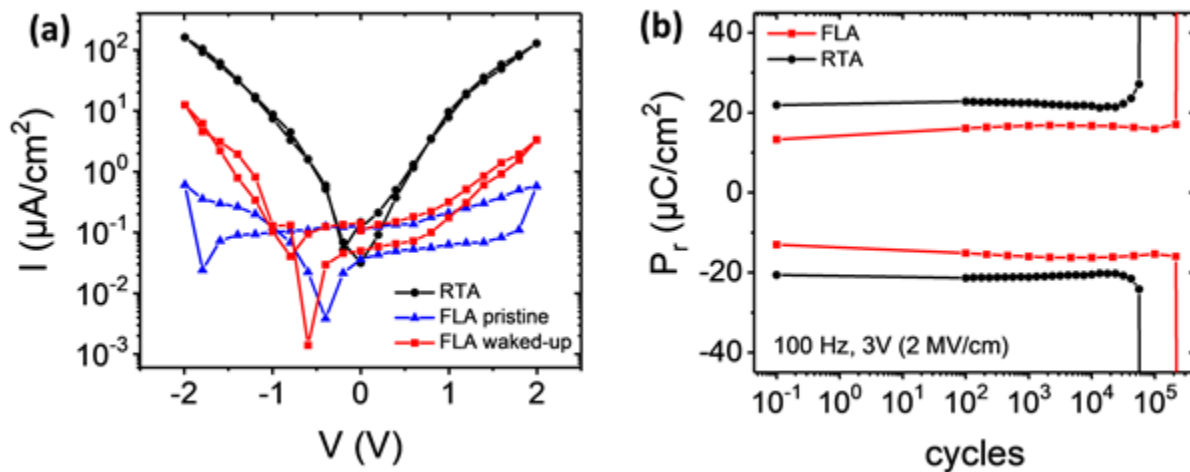 (a)
I (µA/cm²)
10²
10¹
10⁰
10⁻¹
10⁻²
10⁻³
RTA
FLA pristine
FLA waked-up
-2 -1 0 1 2
V (V)
(b)
Pr (µC/cm²)
40
20
0
-20
-40
FLA
RTA
100 Hz, 3V (2 MV/cm)
10⁻¹ 10⁰ 10¹ 10² 10³ 10⁴ 10⁵
cycles